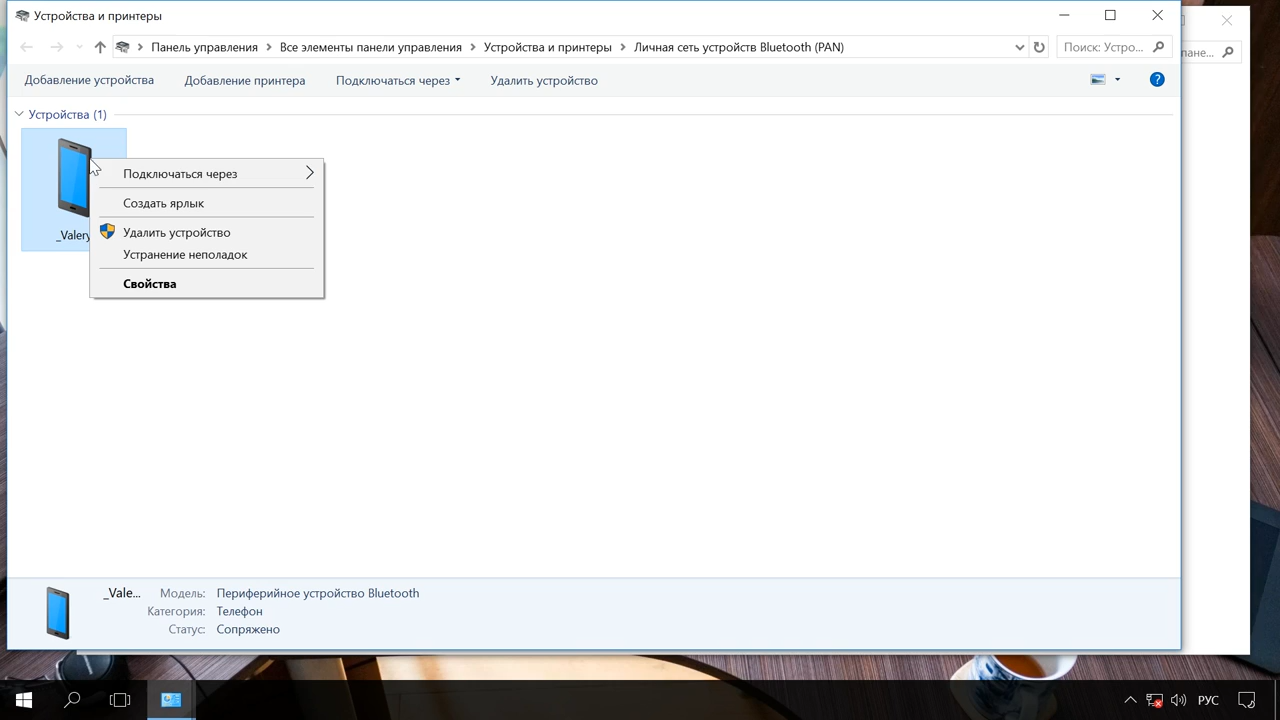 Устройства и принтеры
Панель управления
Все элементы панели управления
Устройства и принтеры
Личная сеть устройств Bluetooth (PAN)
Поиск: Устро...
пане...
Добавление устройства
Добавление принтера
Подключаться через
Удалить устройство
?
Устройства (1)
_Valery
Подключаться через
Создать ярлык
Удалить устройство
Устранение неполадок
Свойства
_Vale...
Модель: Периферийное устройство Bluetooth
Категория: Телефон
Статус: Сопряжено
РУС